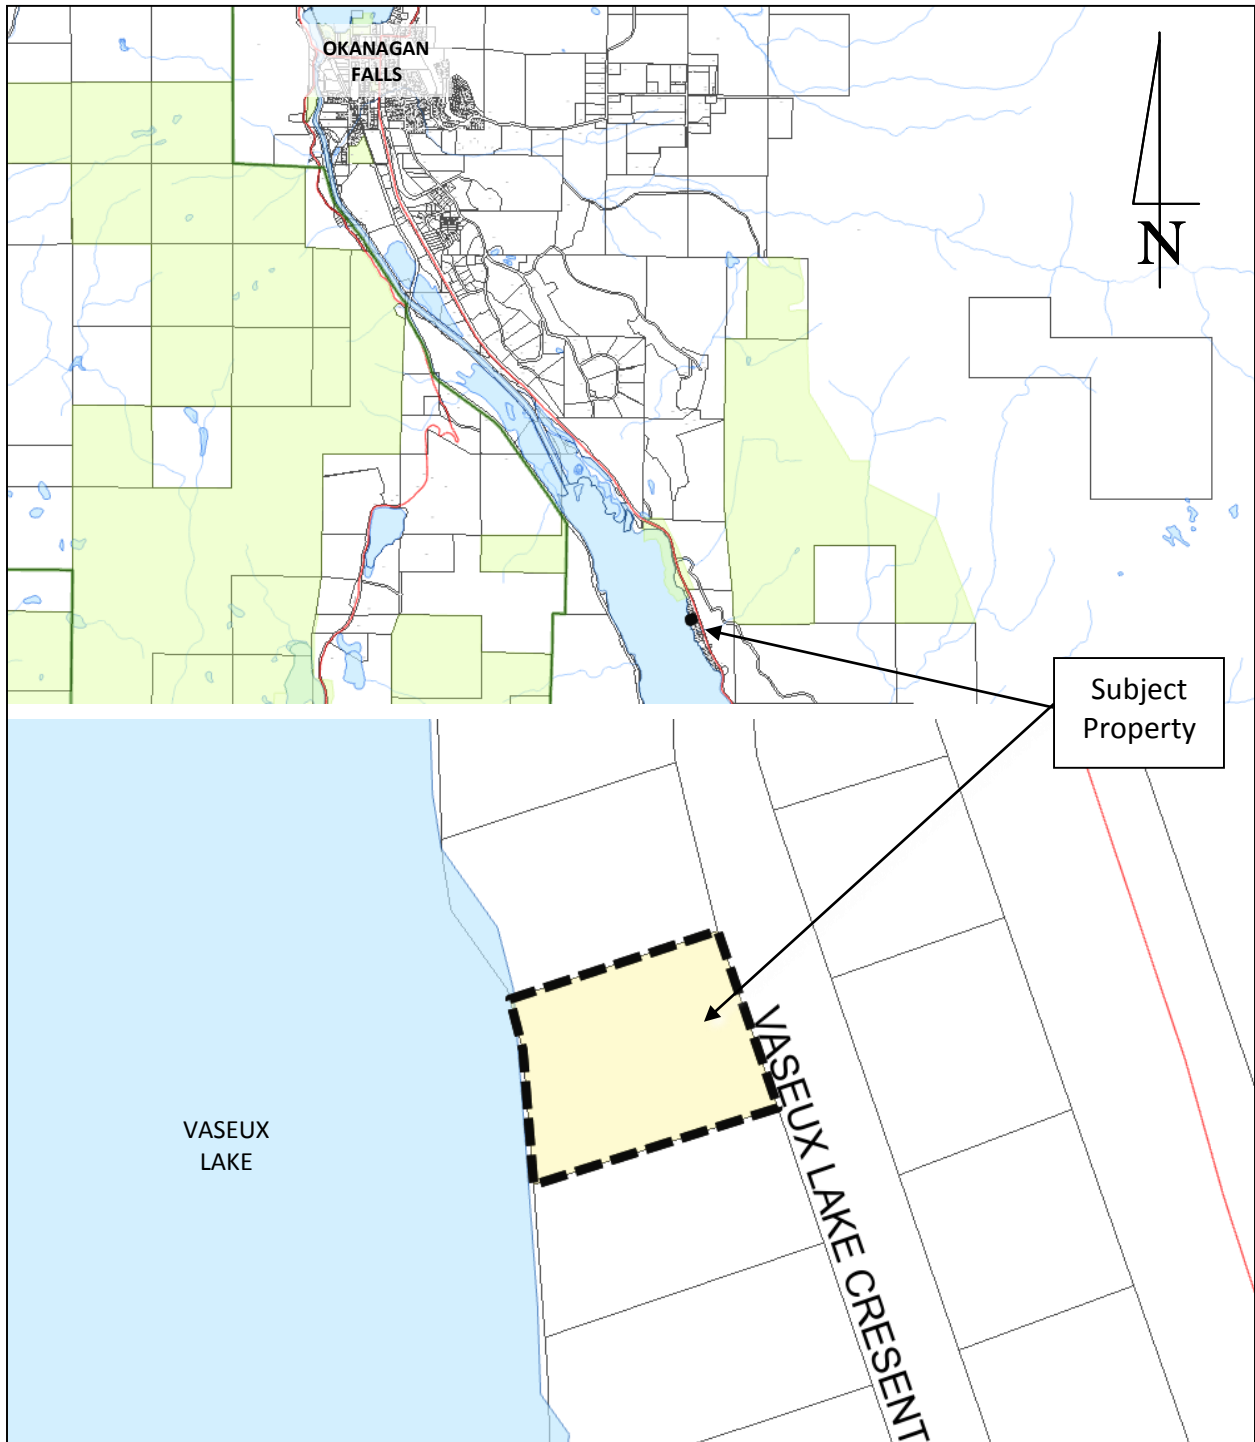 OKANAGAN
FALLS
N
Subject
Property
VASEUX
LAKE
VASEUX LAKE CRESENT